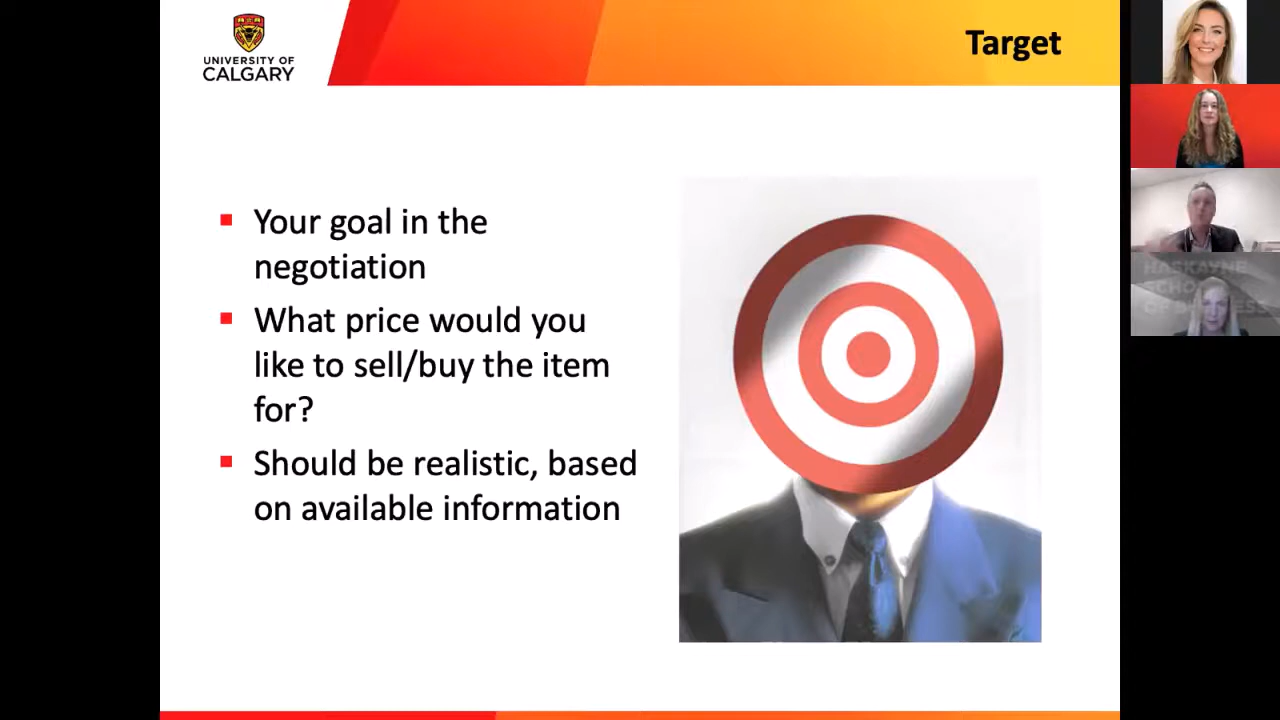 UNIVERSITY OF
CALGARY
Target
Your goal in the
negotiation
What price would you
like to sell/buy the item
for?
Should be realistic, based
on available information
HASKAYNE